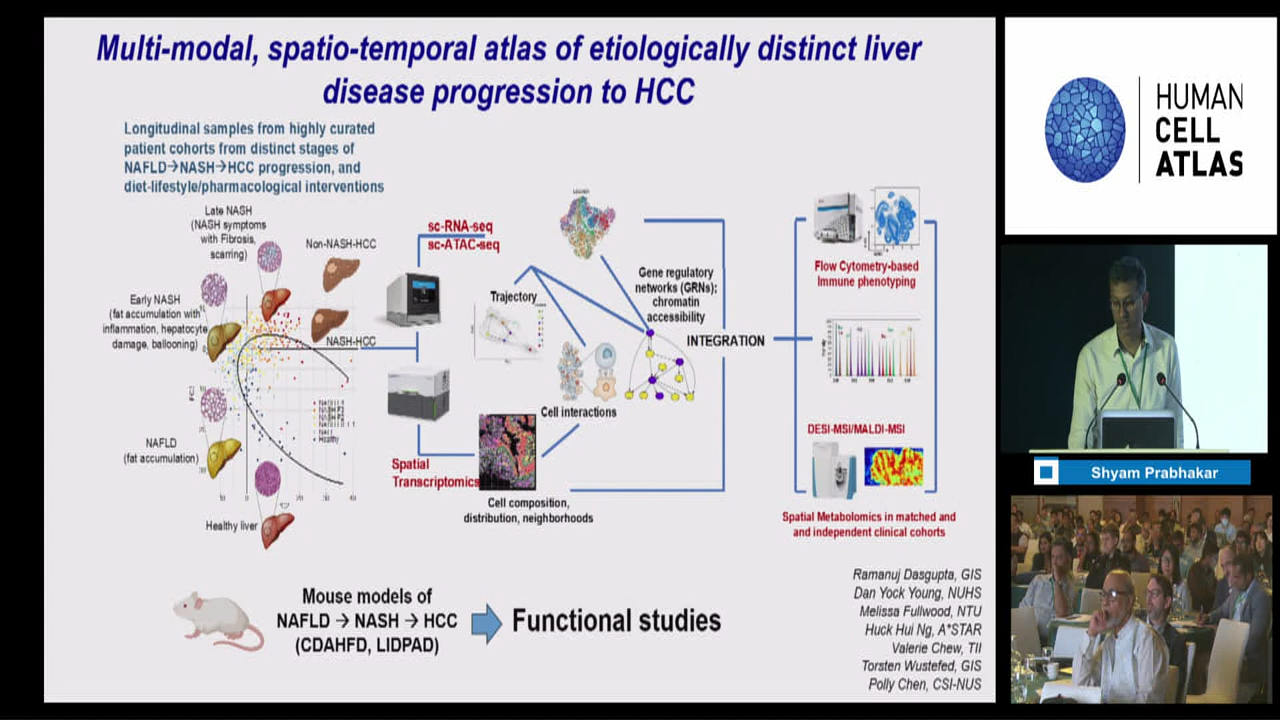 Multi-modal, spatio-temporal atlas of etiologically distinct liver
disease progression to HCC
Longitudinal samples from highly curated
patient cohorts from distinct stages of
NAFLD→NASH→HCC progression, and
diet-lifestyle/pharmacological interventions
Late NASH
(NASH symptoms
with Fibrosis,
scarring)
Non-NASH-HCC
Early NASH
(fat accumulation with
inflammation, hepatocyte
damage, ballooning)
NASH-HCC
NAFLD
(fat accumulation)
Healthy
Healthy liver
sc-RNA-seq
sc-ATAC-seq
Trajectory
Gene regulatory
networks (GRNs);
chromatin
accessibility
Cell interactions
Spatial
Transcriptomics
Cell composition,
distribution, neighborhoods
INTEGRATION
Flow Cytometry-based
Immune phenotyping
DESI-MSI/MALDI-MSI
Spatial Metabolomics in matched and
and independent clinical cohorts
Mouse models of
NAFLD → NASH → HCC
(CDAHFD, LIDPAD)
Functional studies
Ramanuj Dasgupta, GIS
Dan Yock Young, NUHS
Melissa Fullwood, NTU
Huck Hui Ng, A*STAR
Valerie Chew, TII
Torsten Wustefed, GIS
Polly Chen, CSI-NUS
HUMAN
CELL
ATLAS
Shyam Prabhakar